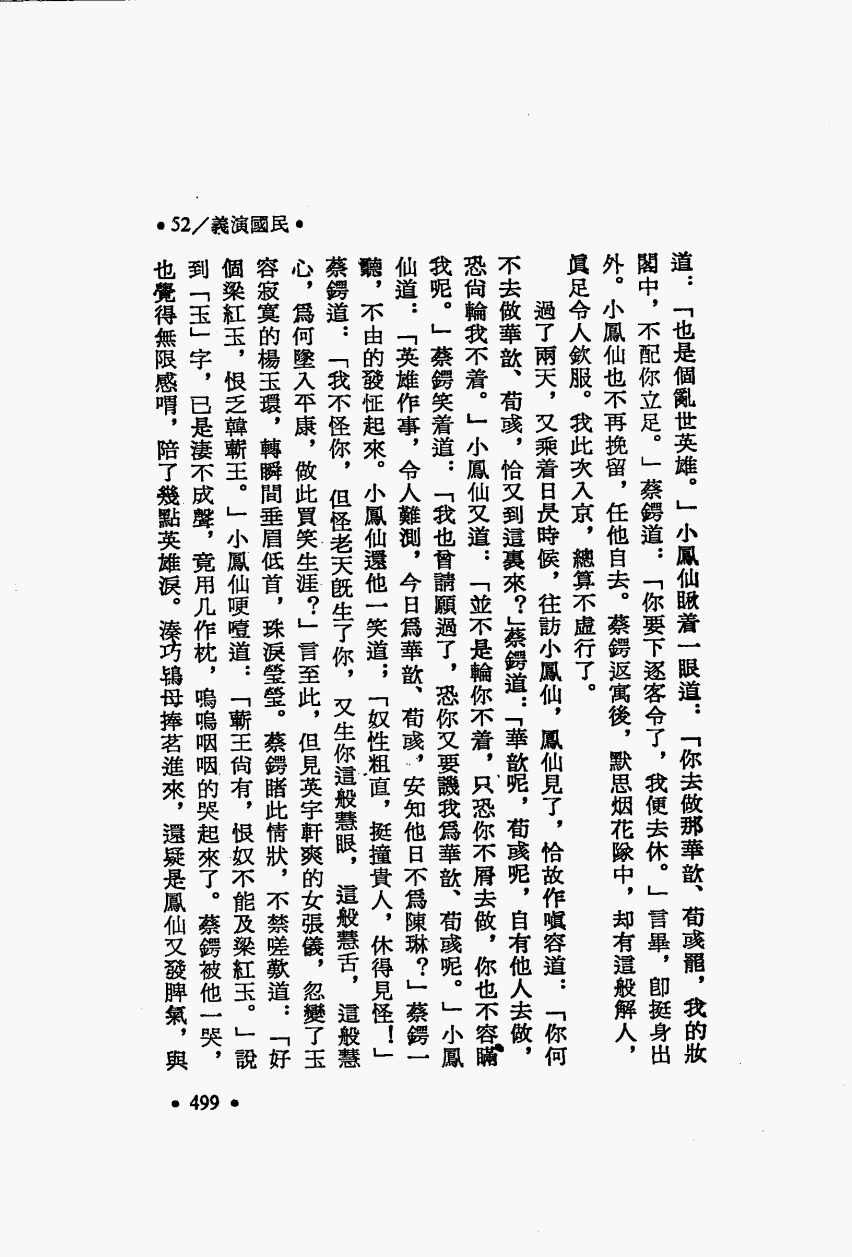 •52／義演國民•
道：「也是個亂世英雄。」小鳳仙瞅着一眼道：「你去做那華歆、荀彧罷，我的妝
閣中，不配你立足。」蔡鍔道：「你要下逐客令了，我便去休。」言畢，卽挺身出
外。小鳳仙也不再挽留，任他自去。蔡鍔返寓後，默思烟花隊中，却有這般解人，
眞足令人欽服。我此次入京，總算不虛行了。
過了兩天，又乘着日昃時候，往訪小鳳仙，鳳仙見了，恰故作嗔容道：「你何
不去做華歆、荀彧，恰又到這裏來？」蔡鍔道：「華歆呢，荀彧呢，自有他人去做，
恐尙輪我不着。」小鳳仙又道：「並不是輪你不着，只恐你不屑去做，你也不容瞞
我呢。」蔡鍔笑着道：「我也曾請願過了，恐你又要譏我爲華歆、荀彧呢。」小鳳
仙道：「英雄作事，令人難測，今日爲華歆、荀彧，安知他日不爲陳琳？」蔡鍔一
聽，不由的發怔起來。小鳳仙還他一笑道；「奴性粗直，挺撞貴人，休得見怪！」
蔡鍔道：「我不怪你，但怪老天旣生了你，又生你這般慧眼，這般慧舌，這般慧
心，爲何墜入平康，做此買笑生涯？」言至此，但見英宇軒爽的女張儀，忽變了玉
容寂寞的楊玉環，轉瞬間垂眉低首，珠淚瑩瑩。蔡鍔睹此情狀，不禁嗟歎道：「好
個梁紅玉，恨乏韓蘄王。」小鳳仙哽噎道：「蘄王尙有，恨奴不能及梁紅玉。」說
到「玉」字，已是淒不成聲，竟用几作枕，嗚嗚咽咽的哭起來了。蔡鍔被他一哭，
也覺得無限感喟，陪了幾點英雄淚。湊巧鴇母捧茗進來，還疑是鳳仙又發脾氣，與
•499•